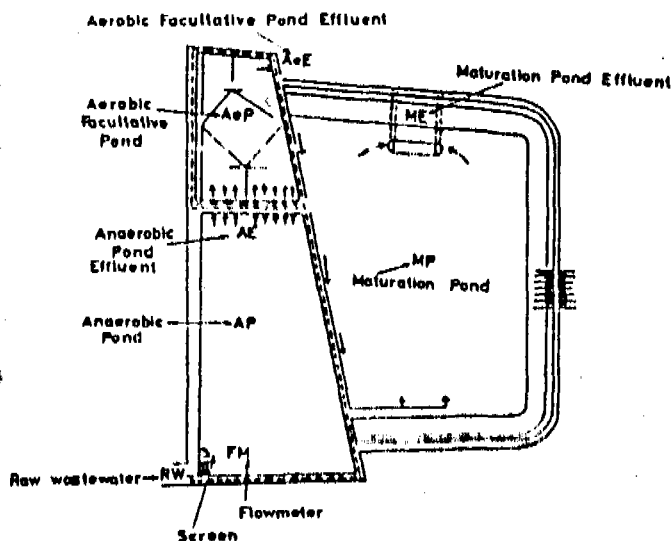 Aerobic Facultative Pond Effluent
AeE
Maturation Pond Effluent
ME
Aerobic
Facultative
Pond
AeP
Anaerobic
Pond
Effluent
AE
MP
Maturation Pond
Anaerobic
Pond
AP
FM
Raw wastewater
RW
Flowmeter
Screen